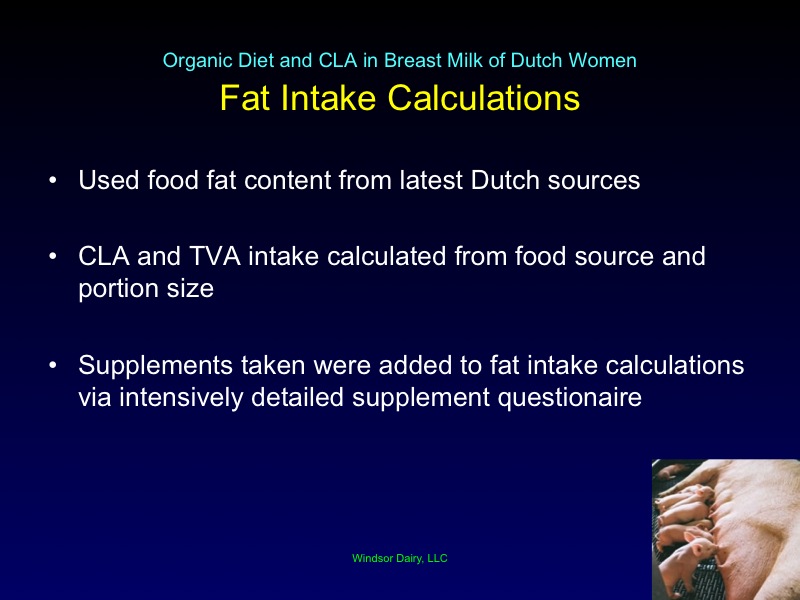 Organic Diet and CLA in Breast Milk of Dutch Women
Fat Intake Calculations
• Used food fat content from latest Dutch sources
• CLA and TVA intake calculated from food source and
portion size
• Supplements taken were added to fat intake calculations
via intensively detailed supplement questionaire
Windsor Dairy, LLC